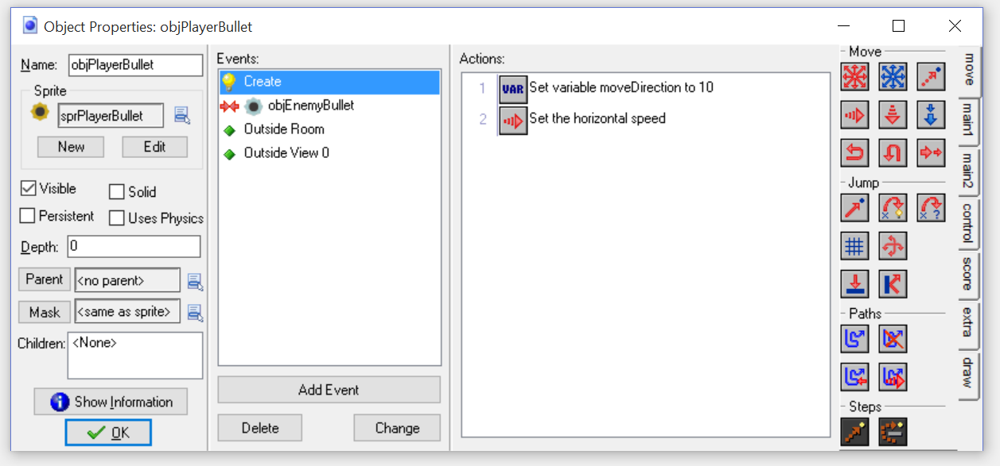 Object Properties: objPlayerBullet
Name: objPlayerBullet
Sprite
sprPlayerBullet
New Edit
Visible Solid
Persistent Uses Physics
Depth: 0
Parent <no parent>
Mask <same as sprite>
Children: <None>
Show Information
OK
Events:
Create
objEnemyBullet
Outside Room
Outside View 0
Add Event
Delete Change
Actions:
1 VAR Set variable moveDirection to 10
2 Set the horizontal speed
Move
Jump
Paths
Steps
move
main1
main2
control
score
extra
draw